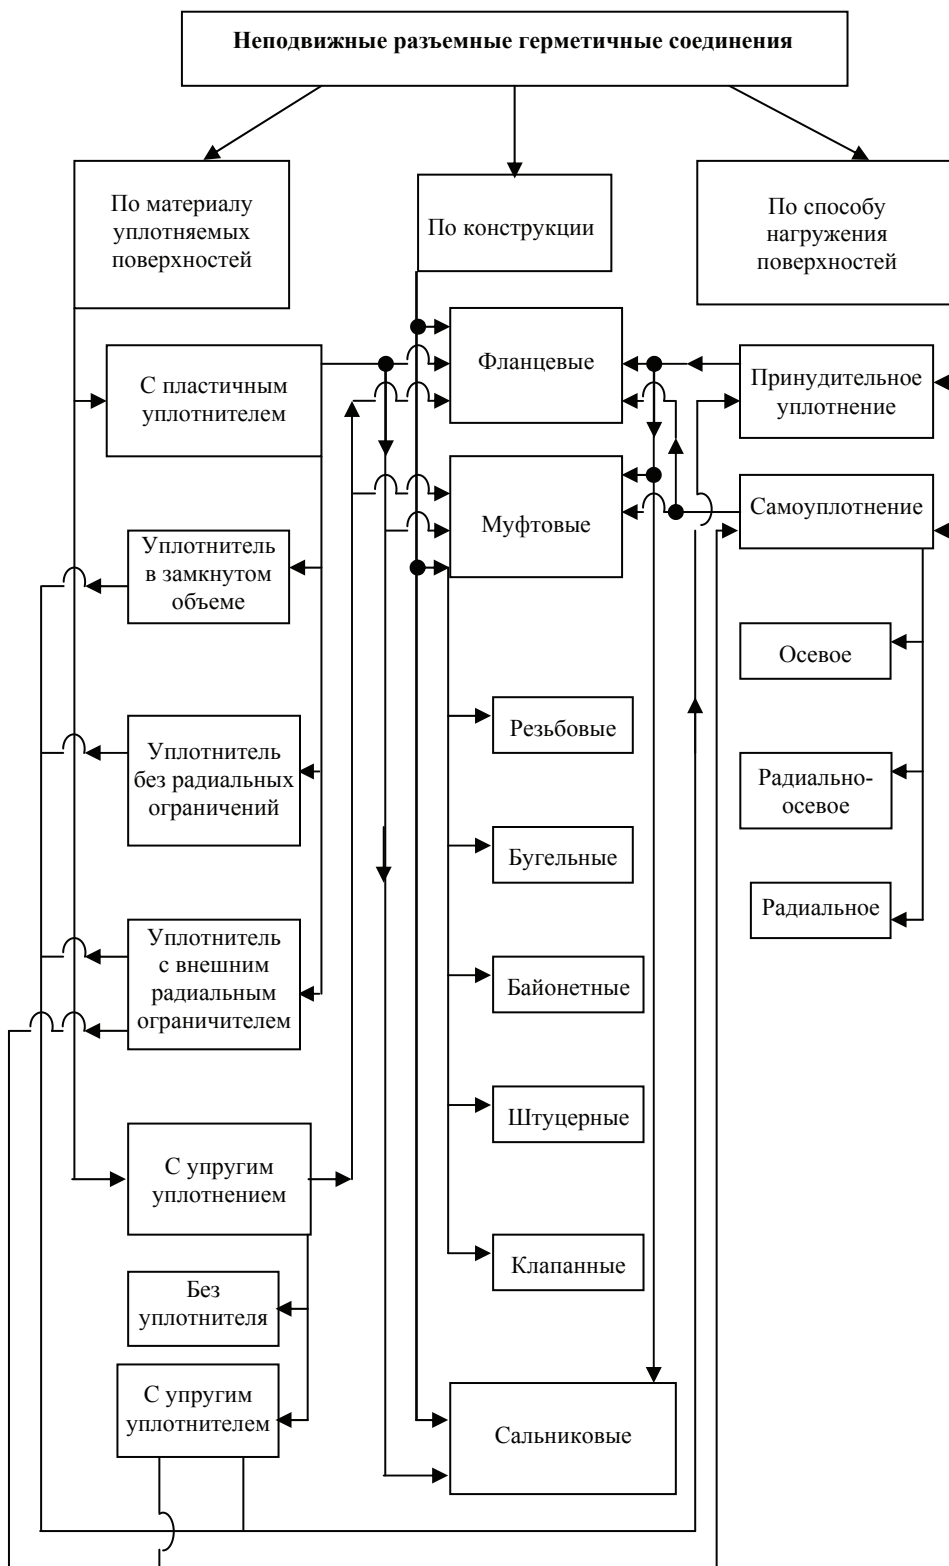 Неподвижные разъемные герметичные соединения
По материалу
уплотняемых
поверхностей
По конструкции
По способу
нагружения
поверхностей
С пластичным
уплотнителем
Фланцевые
Принудительное
уплотнение
Муфтовые
Самоуплотнение
Уплотнитель
в замкнутом
объеме
Осевое
Уплотнитель
без радиальных
ограничений
Резьбовые
Радиально-
осевое
Бугельные
Радиальное
Уплотнитель
с внешним
радиальным
ограничителем
Байонетные
Штуцерные
С упругим
уплотнением
Клапанные
Без
уплотнителя
С упругим
уплотнителем
Сальниковые